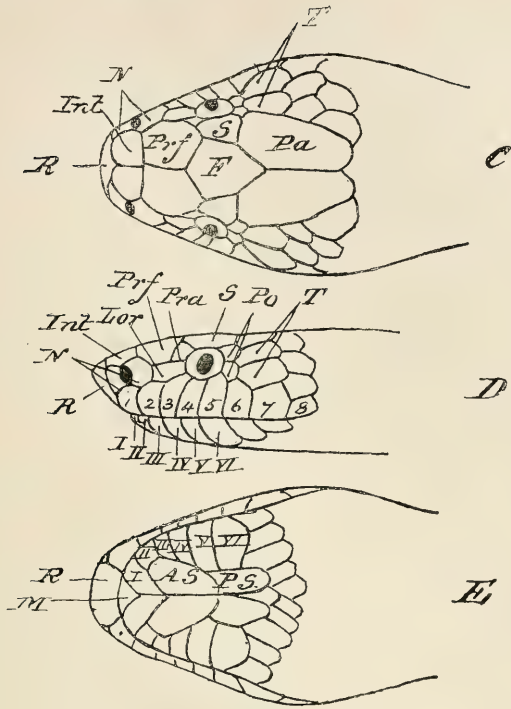 T
N
Int
S
Prf
Pa
F
R
C
Prf
Pra
S
Po
T
Int
Lor
N
R
D
1 2 3 4 5 6 7 8
I II III IV V VI
II III IV V VI
R
I
AS
PS.
M
E